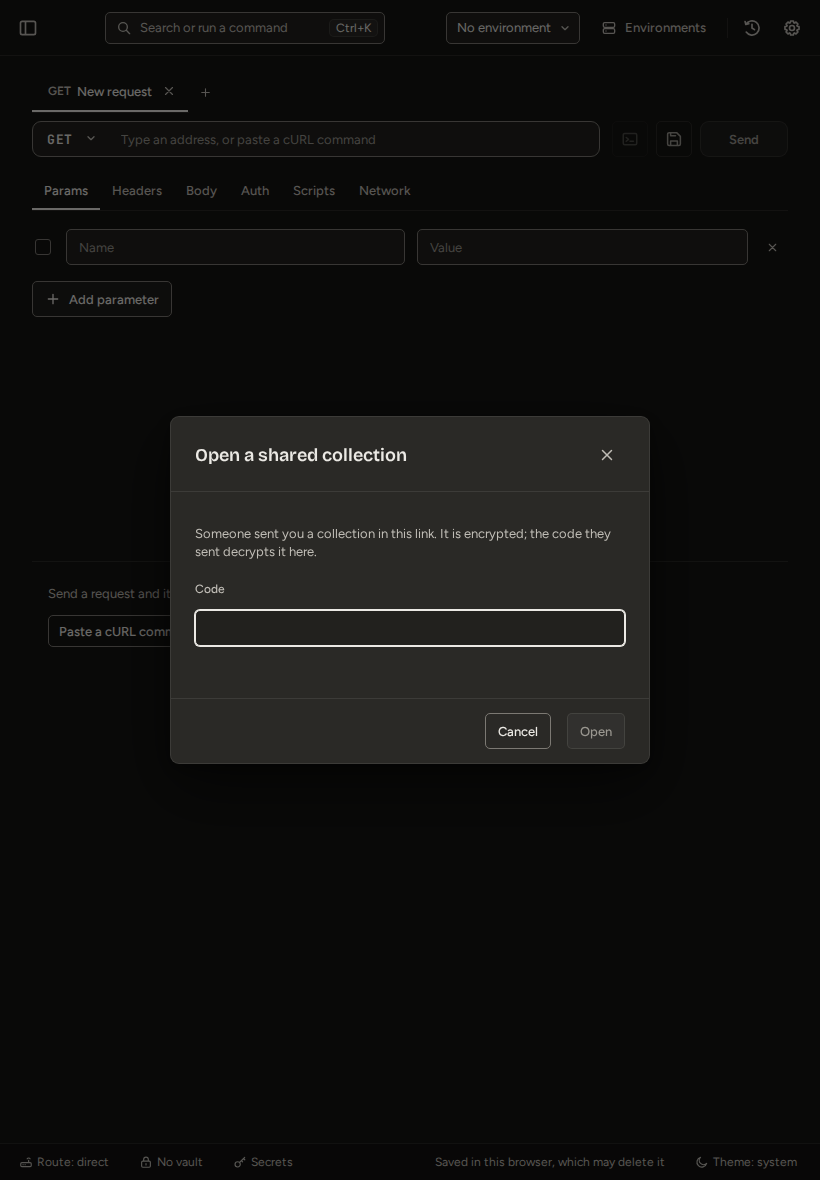 Search or run a command Ctrl+K No environment Environments
GET New request
GET Type an address, or paste a cURL command Send
Params Headers Body Auth Scripts Network
Name Value
Add parameter
Open a shared collection
Someone sent you a collection in this link. It is encrypted; the code they
sent decrypts it here.
Code
Send a request and it
Paste a cURL comm
Cancel Open
Route: direct No vault Secrets Saved in this browser, which may delete it Theme: system